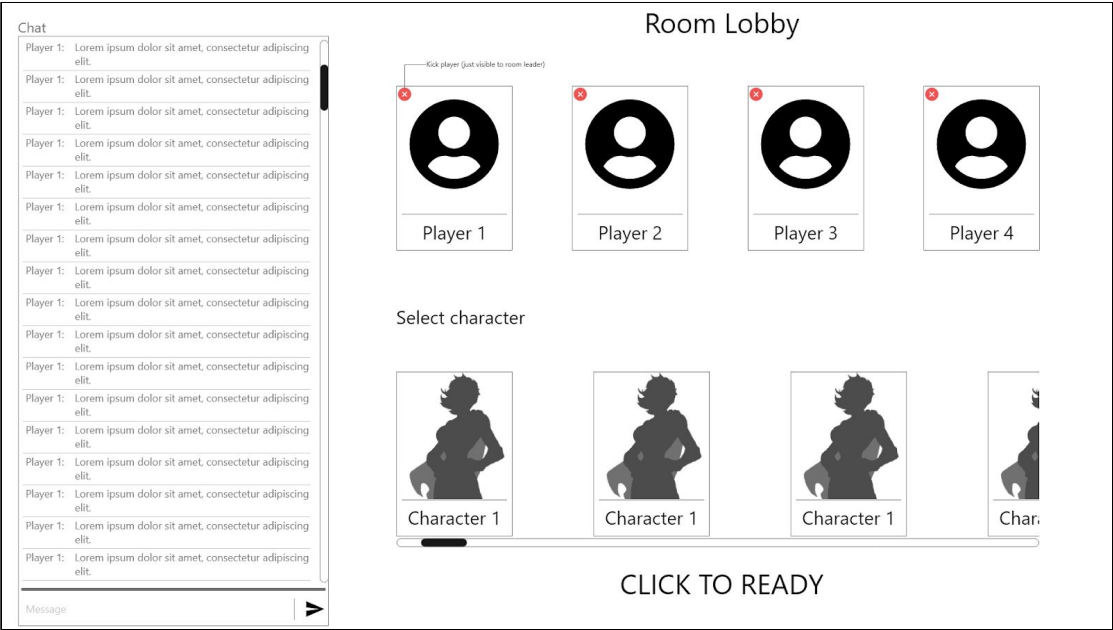 Chat
Player 1: Lorem ipsum dolor sit amet, consectetur adipiscing
elit.
Player 1: Lorem ipsum dolor sit amet, consectetur adipiscing
elit.
Player 1: Lorem ipsum dolor sit amet, consectetur adipiscing
elit.
Player 1: Lorem ipsum dolor sit amet, consectetur adipiscing
elit.
Player 1: Lorem ipsum dolor sit amet, consectetur adipiscing
elit.
Player 1: Lorem ipsum dolor sit amet, consectetur adipiscing
elit.
Player 1: Lorem ipsum dolor sit amet, consectetur adipiscing
elit.
Player 1: Lorem ipsum dolor sit amet, consectetur adipiscing
elit.
Player 1: Lorem ipsum dolor sit amet, consectetur adipiscing
elit.
Player 1: Lorem ipsum dolor sit amet, consectetur adipiscing
elit.
Player 1: Lorem ipsum dolor sit amet, consectetur adipiscing
elit.
Player 1: Lorem ipsum dolor sit amet, consectetur adipiscing
elit.
Player 1: Lorem ipsum dolor sit amet, consectetur adipiscing
elit.
Player 1: Lorem ipsum dolor sit amet, consectetur adipiscing
elit.
Player 1: Lorem ipsum dolor sit amet, consectetur adipiscing
elit.
Player 1: Lorem ipsum dolor sit amet, consectetur adipiscing
elit.
Player 1: Lorem ipsum dolor sit amet, consectetur adipiscing
elit.
Message
Room Lobby
Kick player (just visible to room leader)
Player 1
Player 2
Player 3
Player 4
Select character
Character 1
Character 1
Character 1
Chara
CLICK TO READY